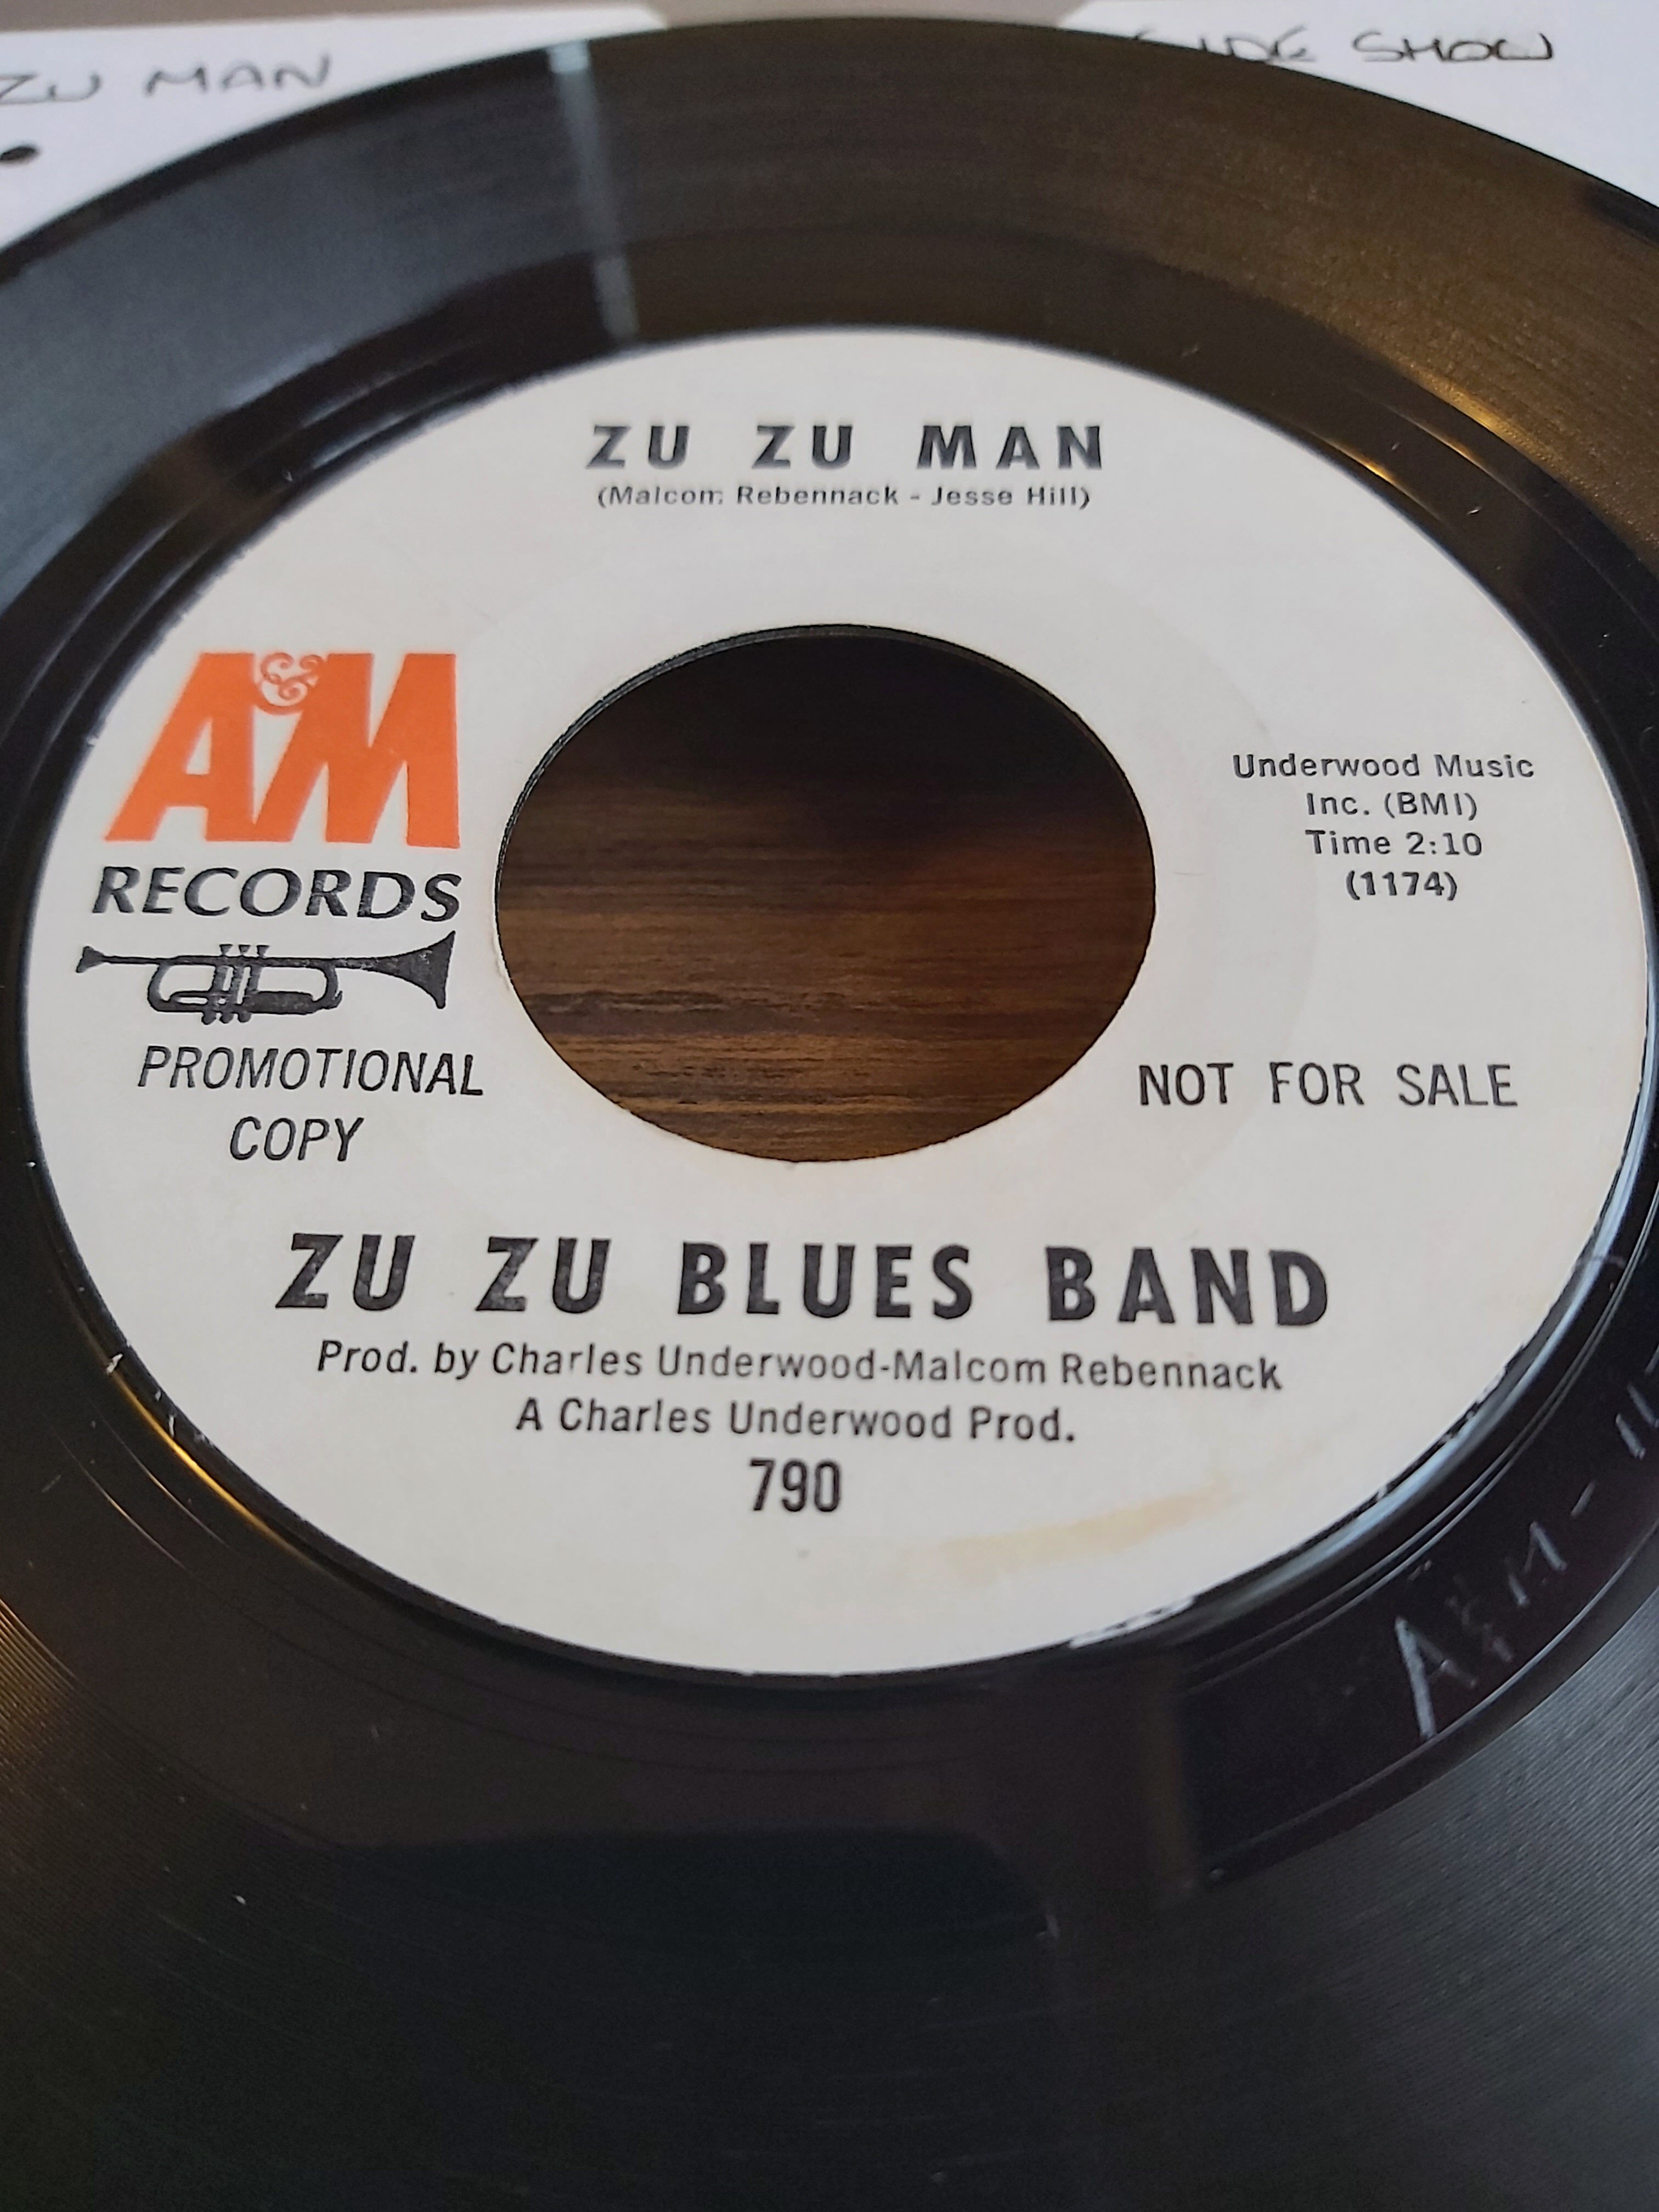 ZU MAN
SHOW
ZU ZU MAN
(Malcom Rebennack - Jesse Hill)
A&M
RECORDS
PROMOTIONAL
COPY
Underwood Music
Inc. (BMI)
Time 2:10
(1174)
NOT FOR SALE
ZU ZU BLUES BAND
Prod. by Charles Underwood-Malcom Rebennack
A Charles Underwood Prod.
790
A&M-11